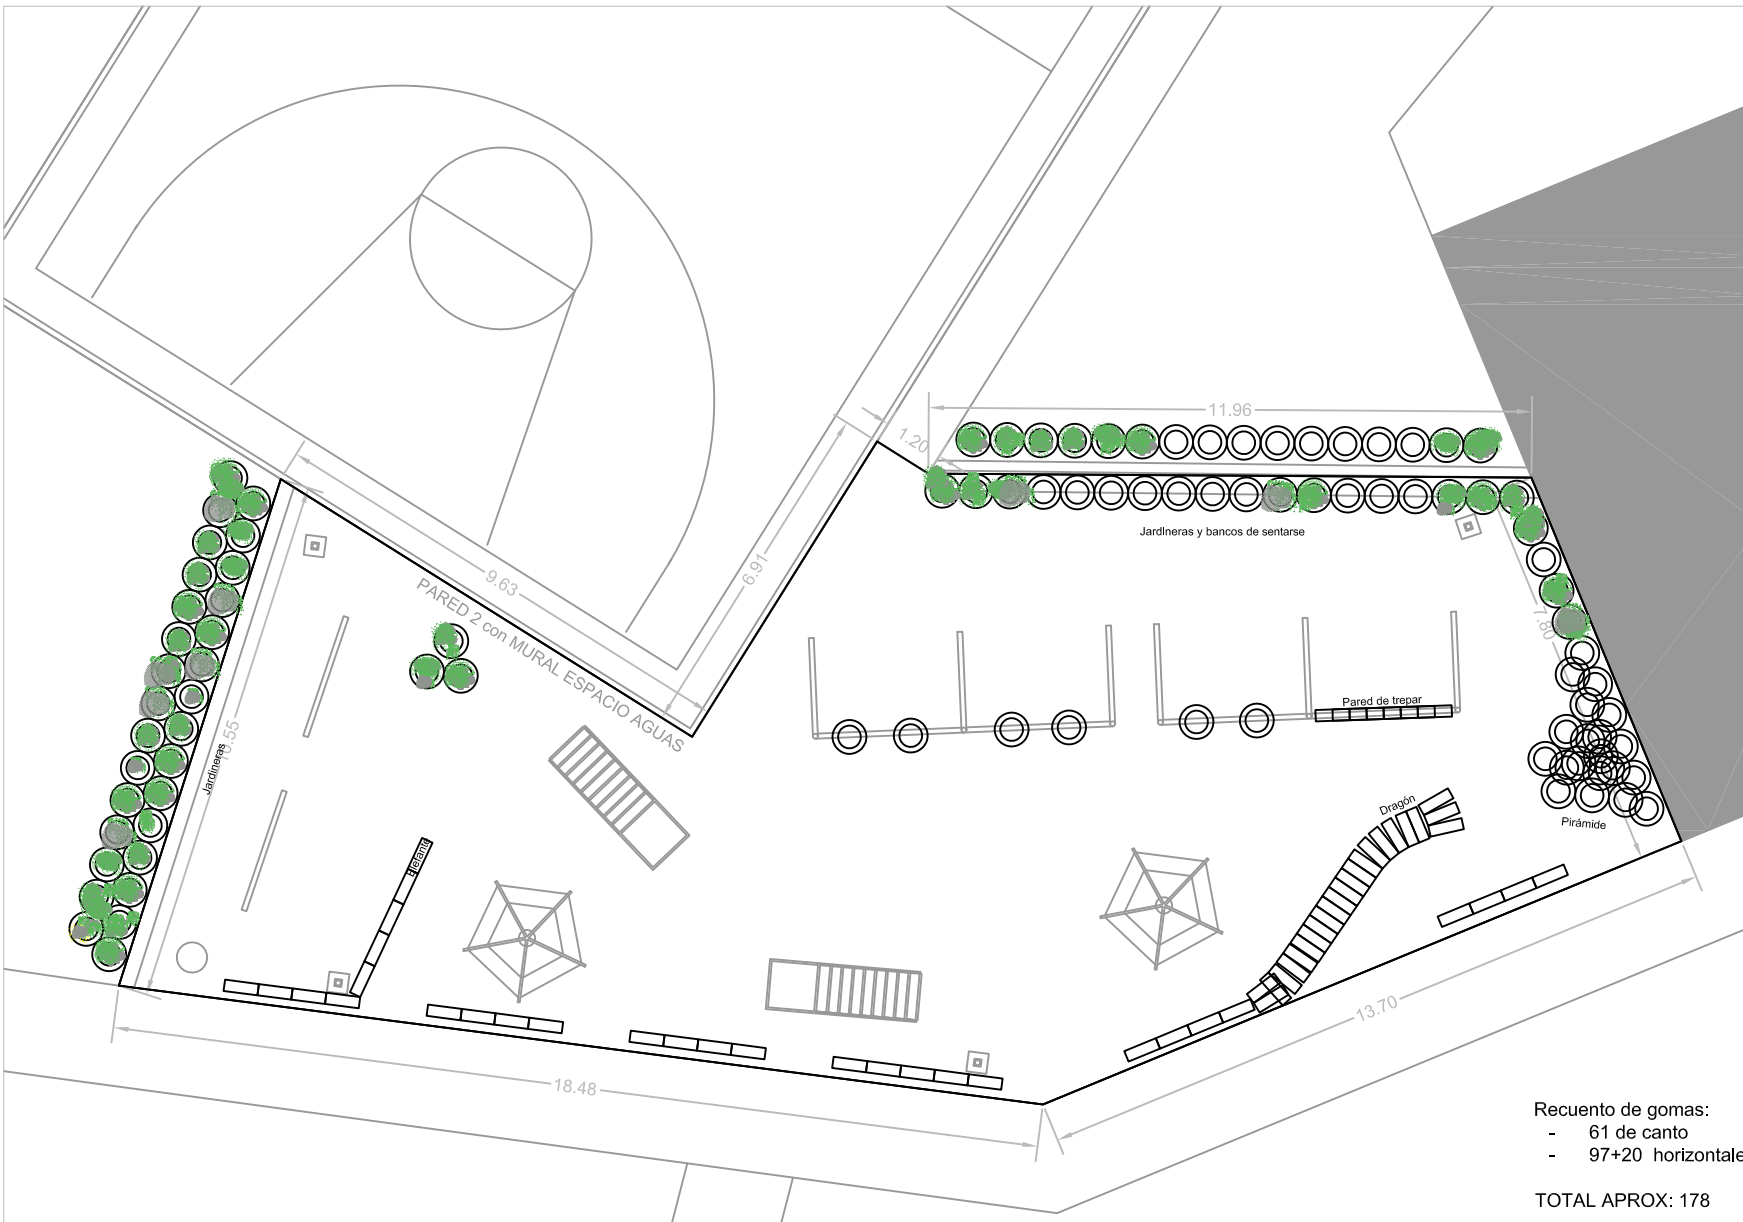 11.96
1.20
9.63
6.91
PARED 2 con MURAL ESPACIO AGUAS
Jardineras y bancos de sentarse
7.80
Pared de trepar
10.55
Jardineras
Elefante
Dragón
Pirámide
18.48
13.70
Recuento de gomas:
- 61 de canto
- 97+20 horizontale
TOTAL APROX: 178